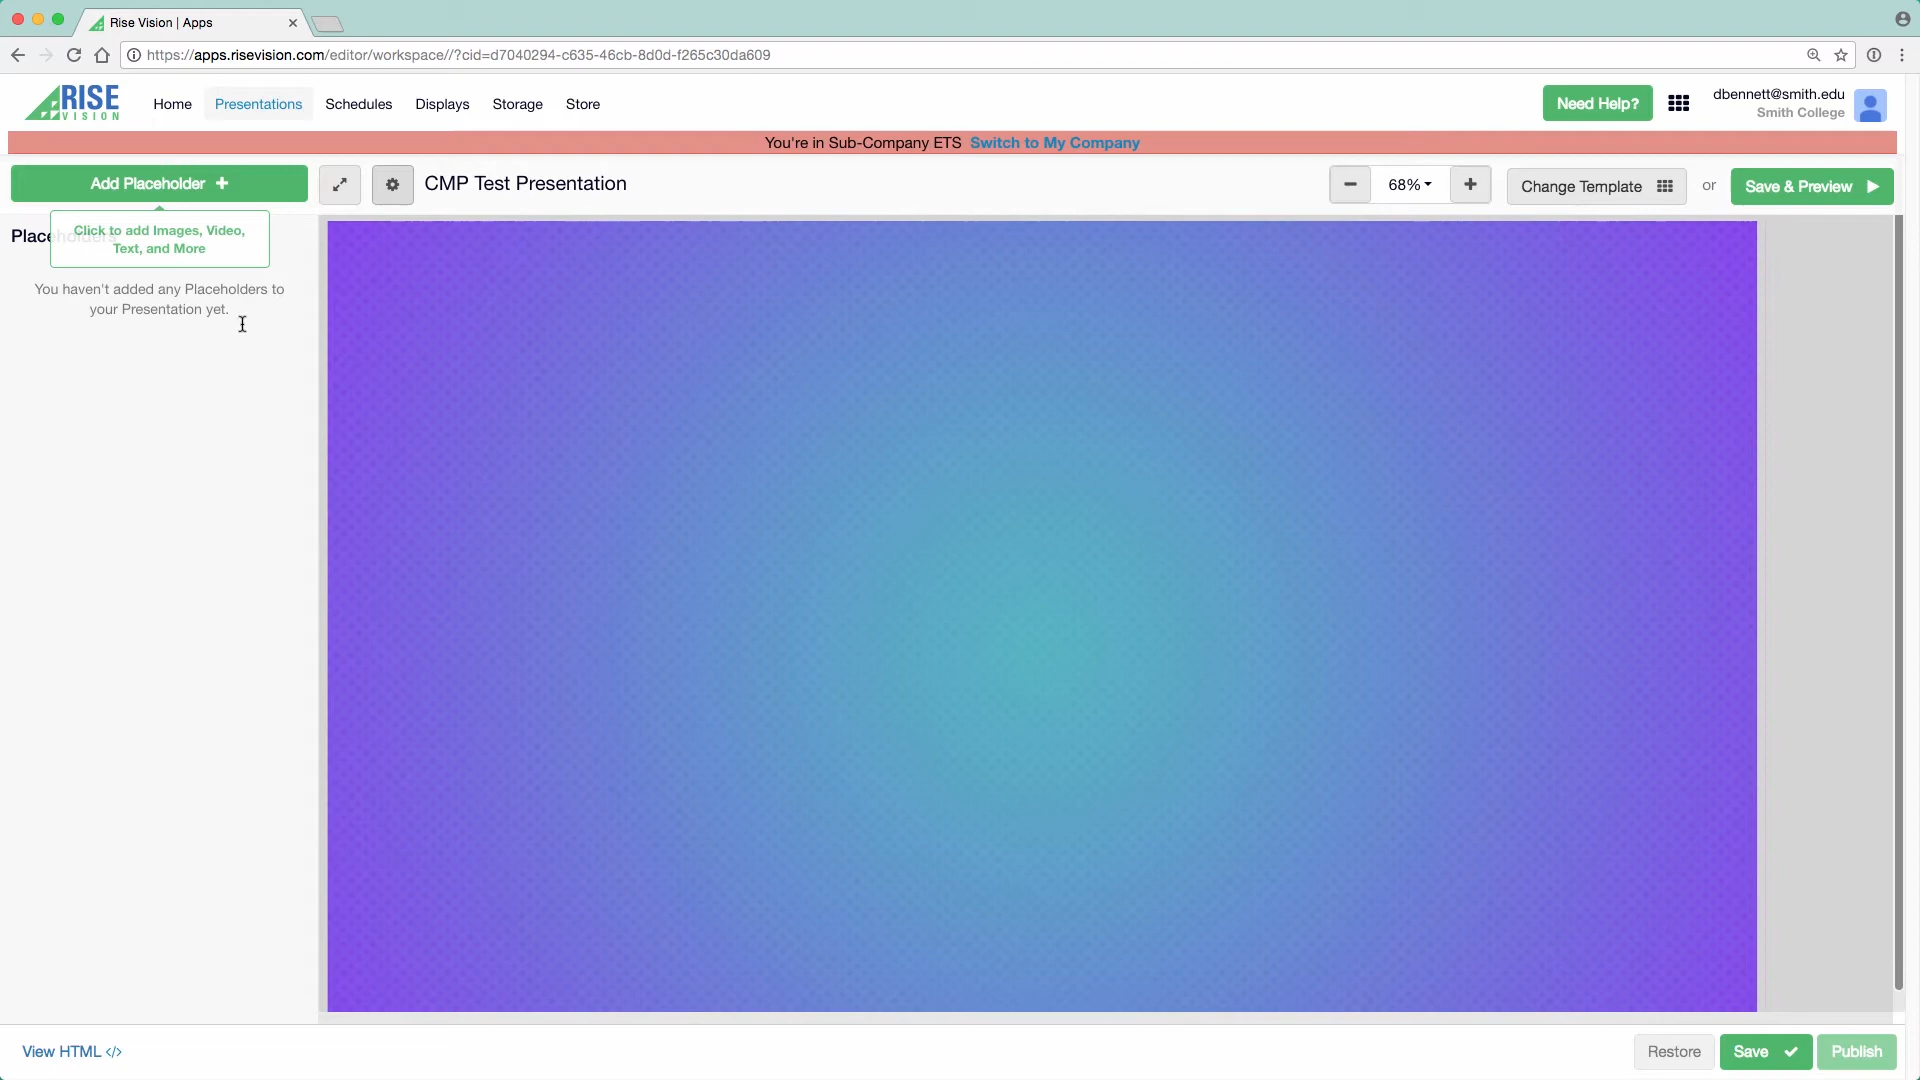 Rise Vision | Apps
https://apps.risevision.com/editor/workspace//?cid=d7040294-c635-46cb-8d0d-f265c30da609
RISE
VISION
Home
Presentations
Schedules
Displays
Storage
Store
Need Help?
dbennett@smith.edu
Smith College
You're in Sub-Company ETS Switch to My Company
Add Placeholder
CMP Test Presentation
68%
Change Template
or
Save & Preview
Placeholders
Click to add Images, Video,
Text, and More
You haven't added any Placeholders to
your Presentation yet.
View HTML </>
Restore
Save
Publish